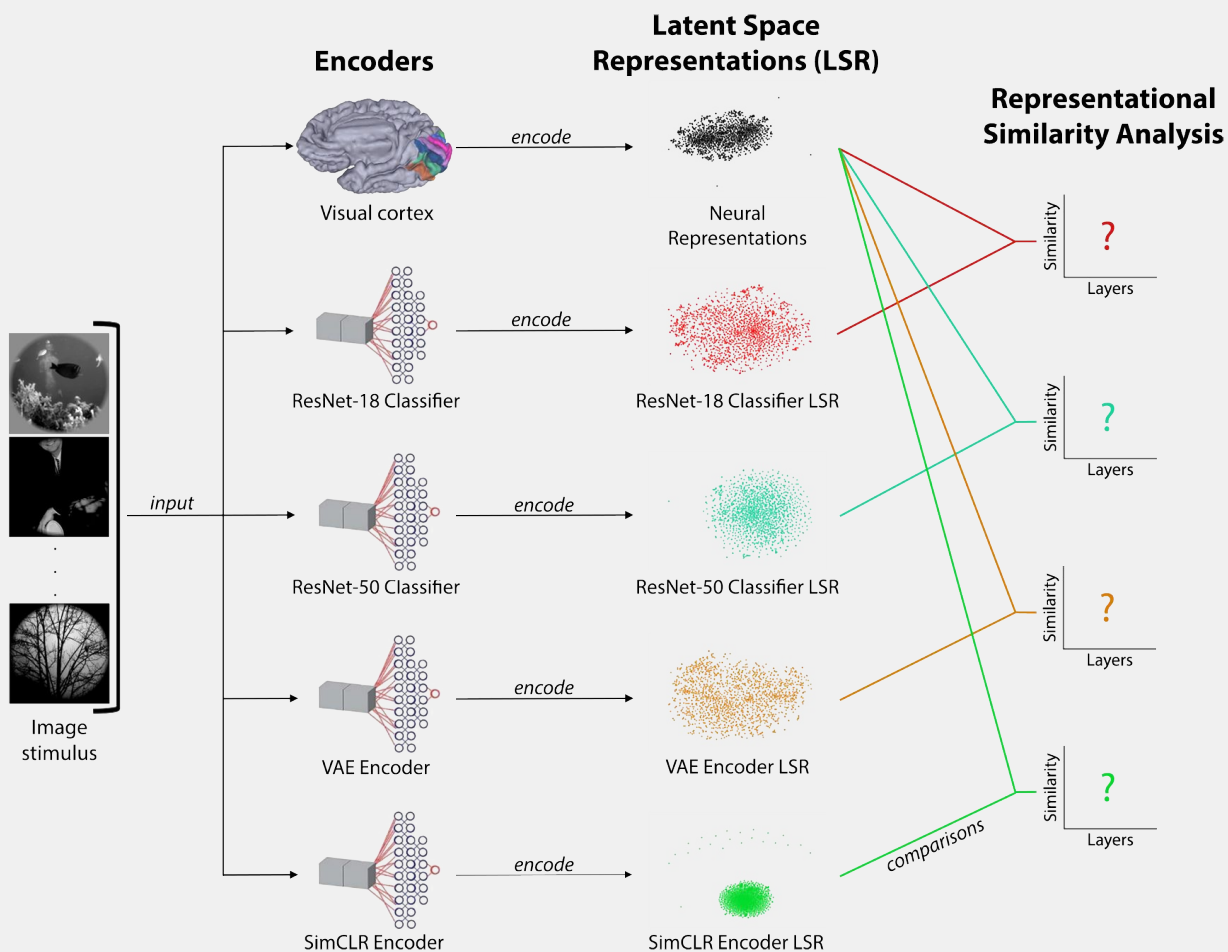 Encoders
Latent Space
Representations (LSR)
Representational
Similarity Analysis
encode
Visual cortex
Neural
Representations
Similarity
?
Layers
encode
ResNet-18 Classifier
ResNet-18 Classifier LSR
Similarity
?
Layers
input
encode
ResNet-50 Classifier
ResNet-50 Classifier LSR
Similarity
?
Layers
Image
stimulus
encode
VAE Encoder
VAE Encoder LSR
Similarity
?
Layers
comparisons
encode
SimCLR Encoder
SimCLR Encoder LSR